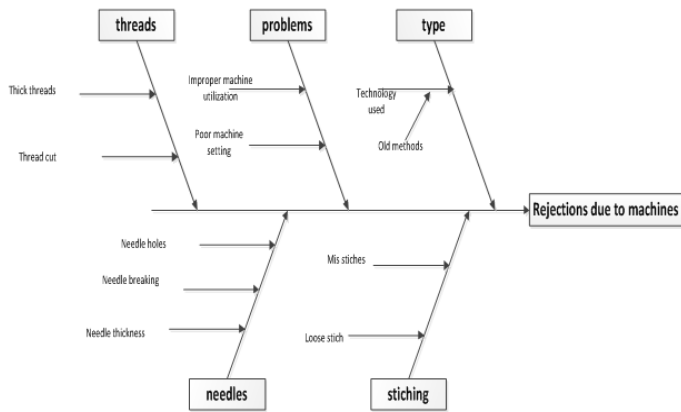 threads
problems
type
Thick threads
Improper machine
utilization
Technology
used
Poor machine
setting
Old methods
Thread cut
Rejections due to machines
Needle holes
Mis stiches
Needle breaking
Needle thickness
Loose stich
needles
stiching